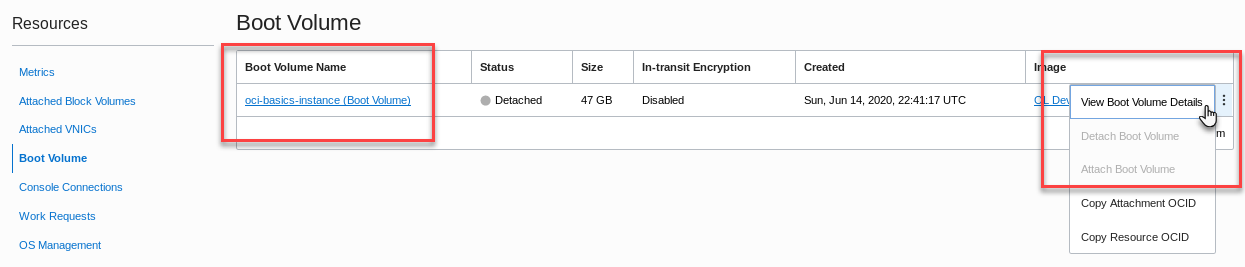 Resources
Metrics
Attached Block Volumes
Attached VNICs
Boot Volume
Console Connections
Work Requests
OS Management
Boot Volume
Boot Volume Name Status Size In-transit Encryption Created Image
oci-basics-instance (Boot Volume) Detached 47 GB Disabled Sun, Jun 14, 2020, 22:41:17 UTC OL Dev
View Boot Volume Details
Detach Boot Volume
Attach Boot Volume
Copy Attachment OCID
Copy Resource OCID